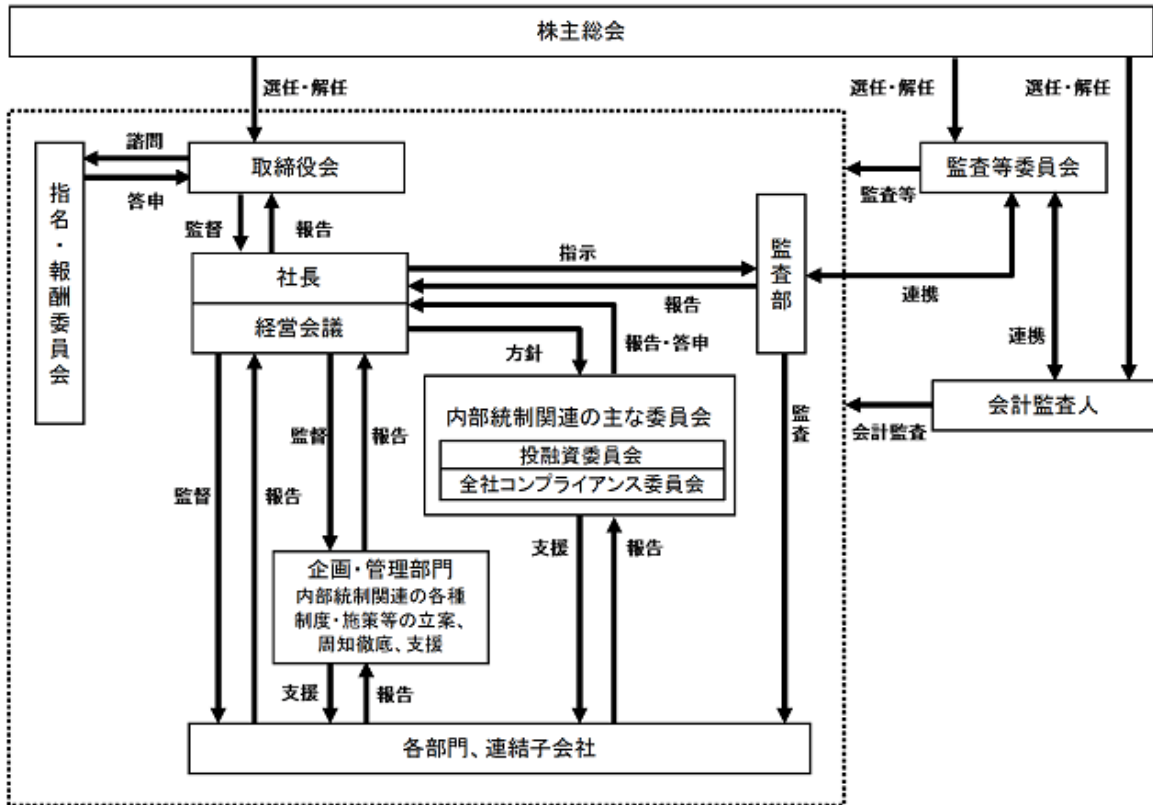 株主総会
選任・解任
選任・解任
選任・解任
諮問
取締役会
監査等委員会
答申
監査等
指名・報酬委員会
監督
報告
監査部
社長
指示
報告
連携
経営会議
方針
報告・答申
連携
内部統制関連の主な委員会
投融資委員会
全社コンプライアンス委員会
会計監査人
会計監査
監査
監督
報告
監督
報告
支援
報告
企画・管理部門
内部統制関連の各種
制度・施策等の立案、
周知徹底、支援
支援
報告
各部門、連結子会社